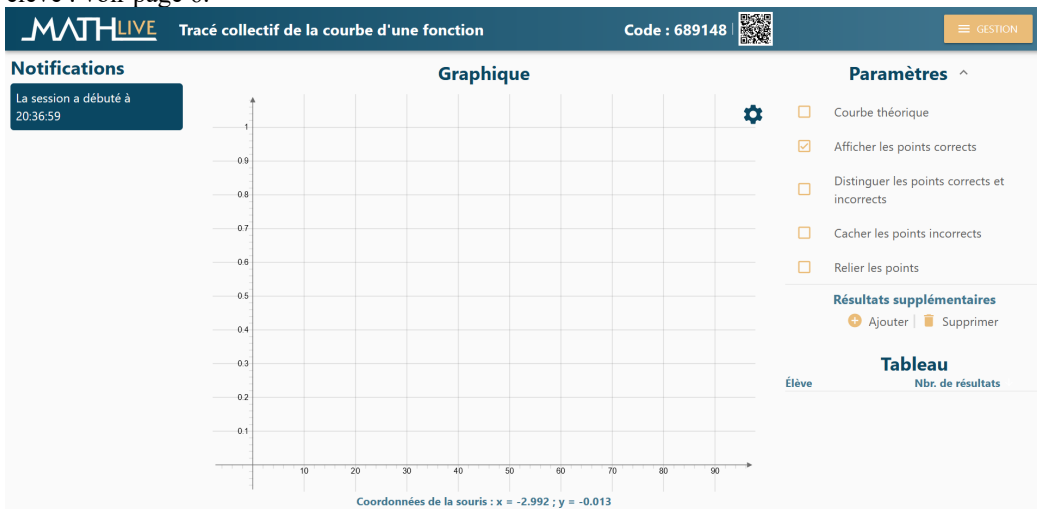 élève : voir page 6.
MATHLIVE Tracé collectif de la courbe d'une fonction Code : 689148 GESTION
Notifications
La session a débuté à
20:36:59
Graphique
1
0.9
0.8
0.7
0.6
0.5
0.4
0.3
0.2
0.1
10 20 30 40 50 60 70 80 90
Coordonnées de la souris : x = -2.992 ; y = -0.013
Paramètres
Courbe théorique
Afficher les points corrects
Distinguer les points corrects et
incorrects
Cacher les points incorrects
Relier les points
Résultats supplémentaires
Ajouter | Supprimer
Tableau
Élève Nbr. de résultats